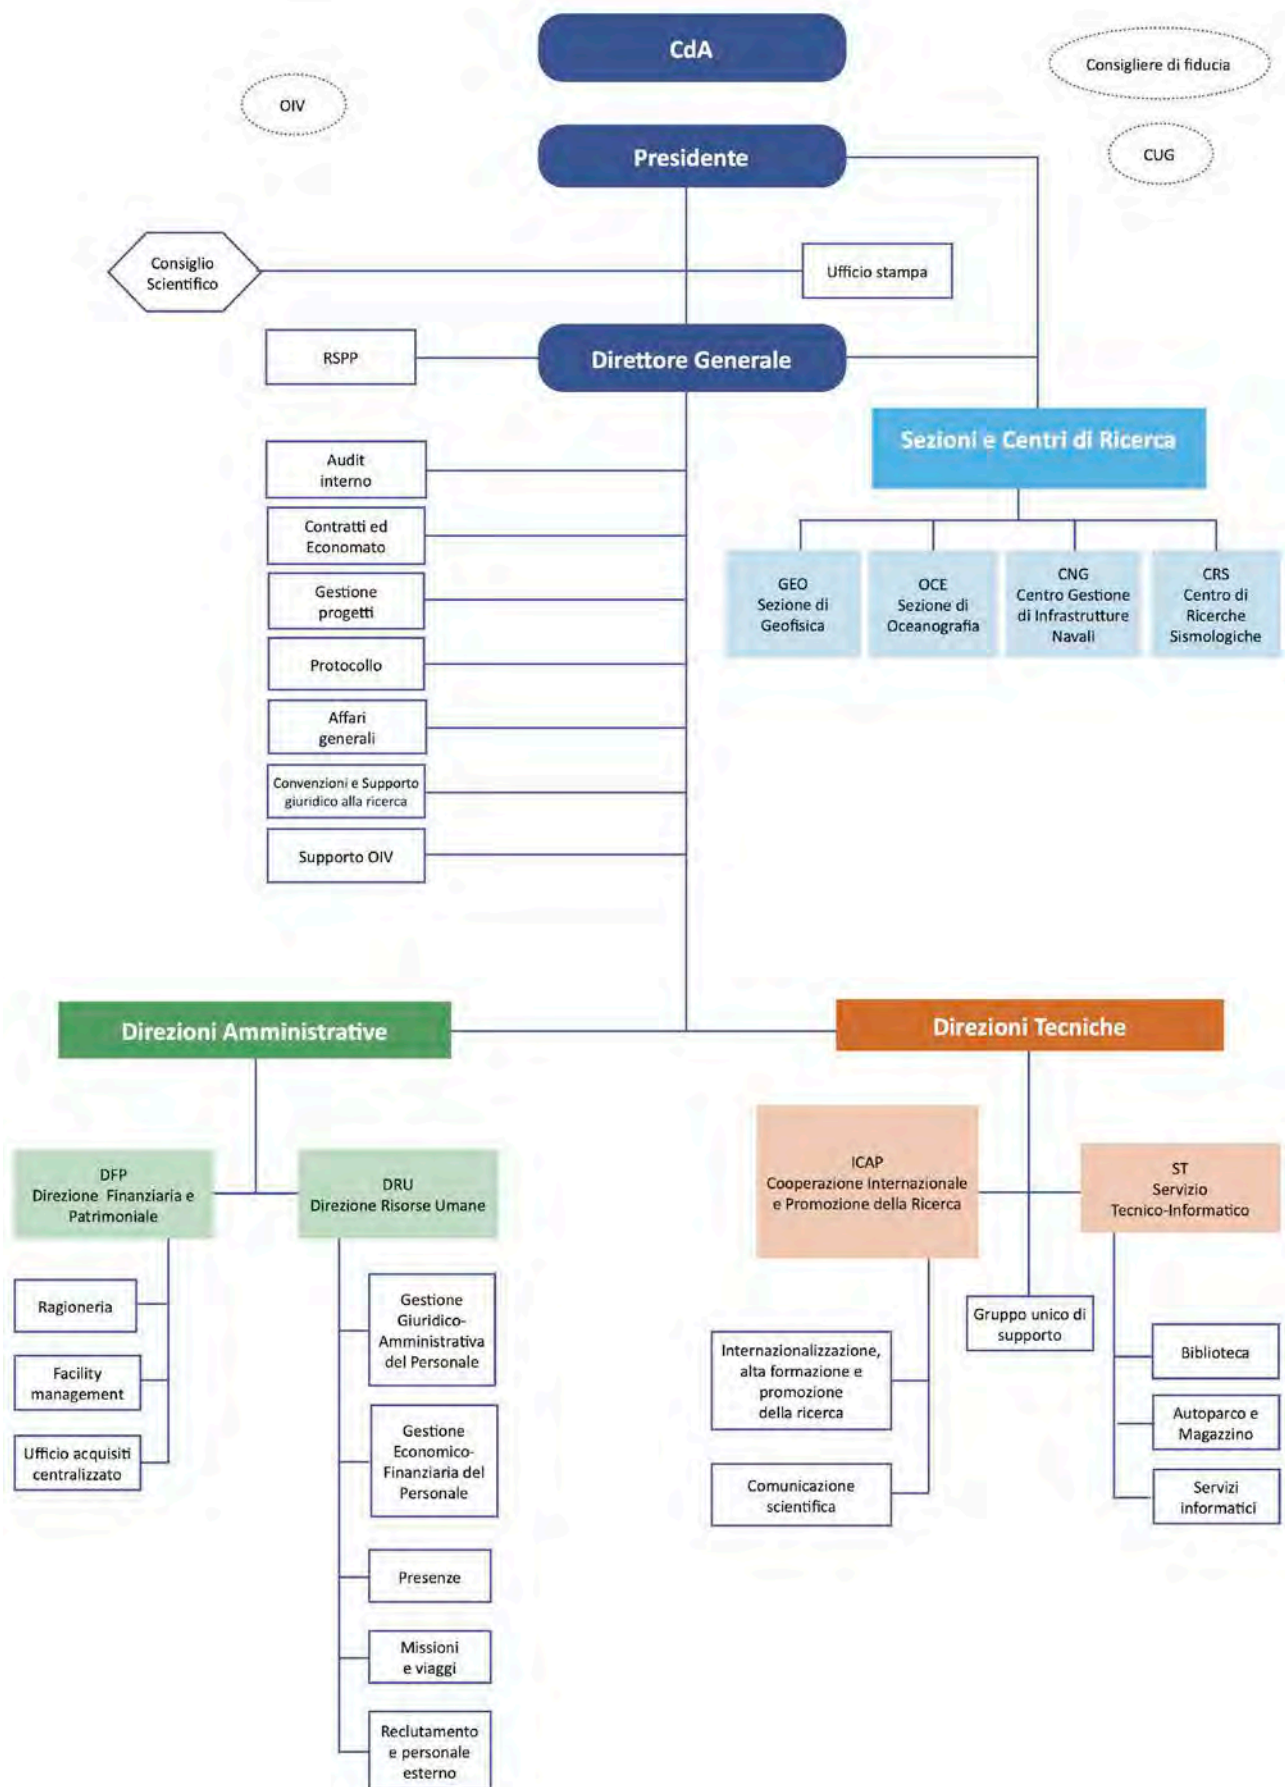 CdA
Consigliere di fiducia
OIV
CUG
Presidente
Consiglio
Scientifico
Ufficio stampa
RSPP
Direttore Generale
Sezioni e Centri di Ricerca
Audit
interno
Contratti ed
Economato
Gestione
progetti
Protocollo
Affari
generali
Convenzioni e Supporto
giuridico alla ricerca
Supporto OIV
GEO
Sezione di
Geofisica
OCE
Sezione di
Oceanografia
CNG
Centro Gestione
di Infrastrutture
Navali
CRS
Centro di
Ricerche
Sismologiche
Direzioni Amministrative
Direzioni Tecniche
DFP
Direzione Finanziaria e
Patrimoniale
DRU
Direzione Risorse Umane
ICAP
Cooperazione Internazionale
e Promozione della Ricerca
ST
Servizio
Tecnico-Informatico
Ragioneria
Facility
management
Ufficio acquisiti
centralizzato
Gestione
Giuridico-
Amministrativa
del Personale
Gestione
Economico-
Finanziaria del
Personale
Presenze
Missioni
e viaggi
Reclutamento
e personale
esterno
Internazionalizzazione,
alta formazione e
promozione
della ricerca
Comunicazione
scientifica
Gruppo unico di
supporto
Biblioteca
Autoparco e
Magazzino
Servizi
informatici